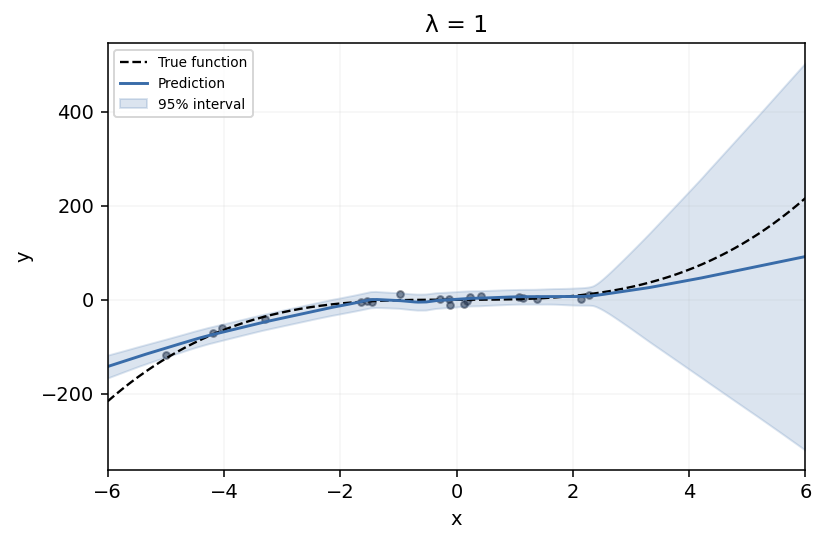 λ = 1
True function
Prediction
95% interval
400
200
0
−200
y
−6
−4
−2
0
2
4
6
x